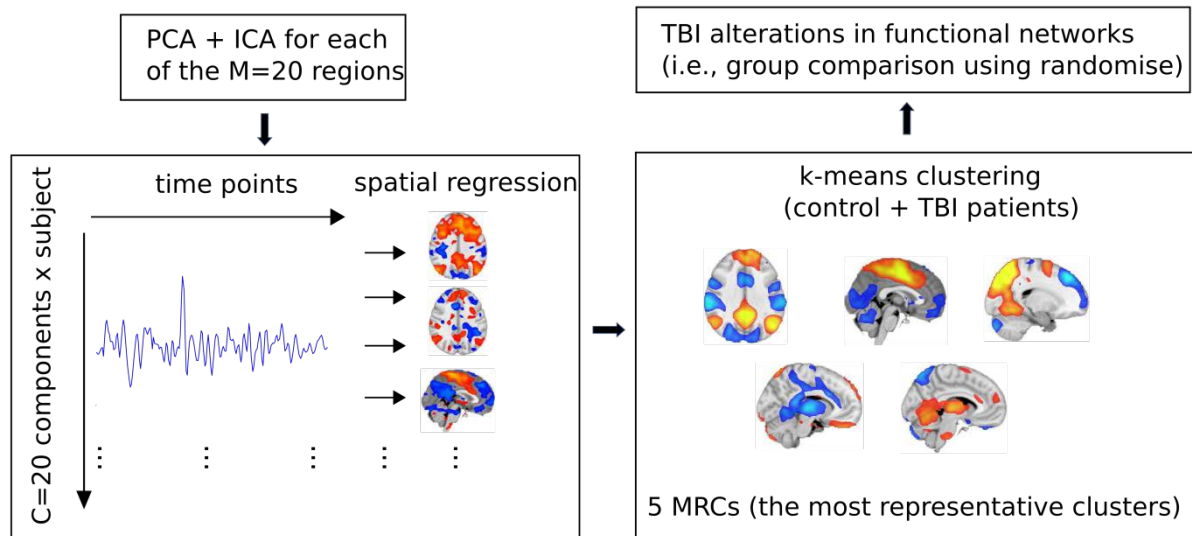 PCA + ICA for each
of the M=20 regions
time points
spatial regression
C=20 components x subject
TBI alterations in functional networks
(i.e., group comparison using randomise)
k-means clustering
(control + TBI patients)
5 MRCs (the most representative clusters)